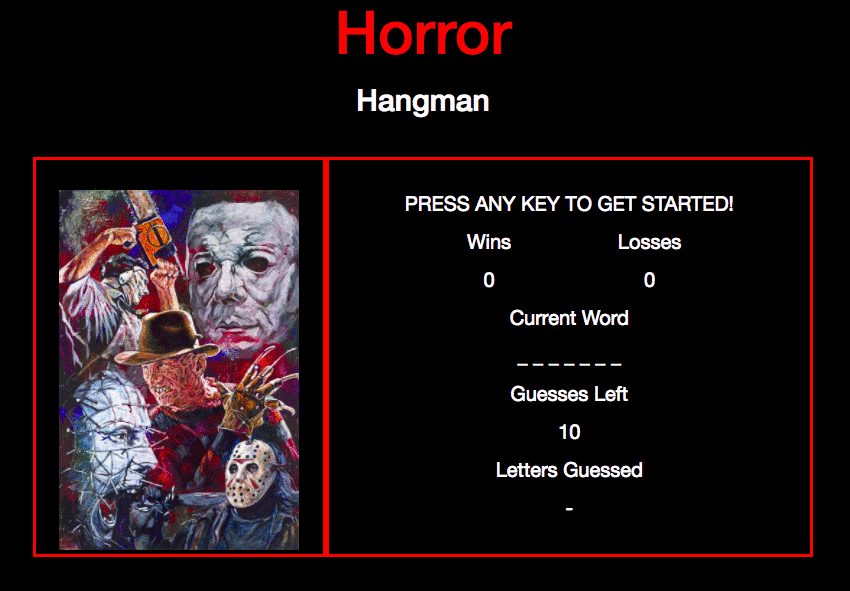 Horror
Hangman
PRESS ANY KEY TO GET STARTED!
Wins Losses
0 0
Current Word
_ _ _ _ _ _ _
Guesses Left
10
Letters Guessed
-